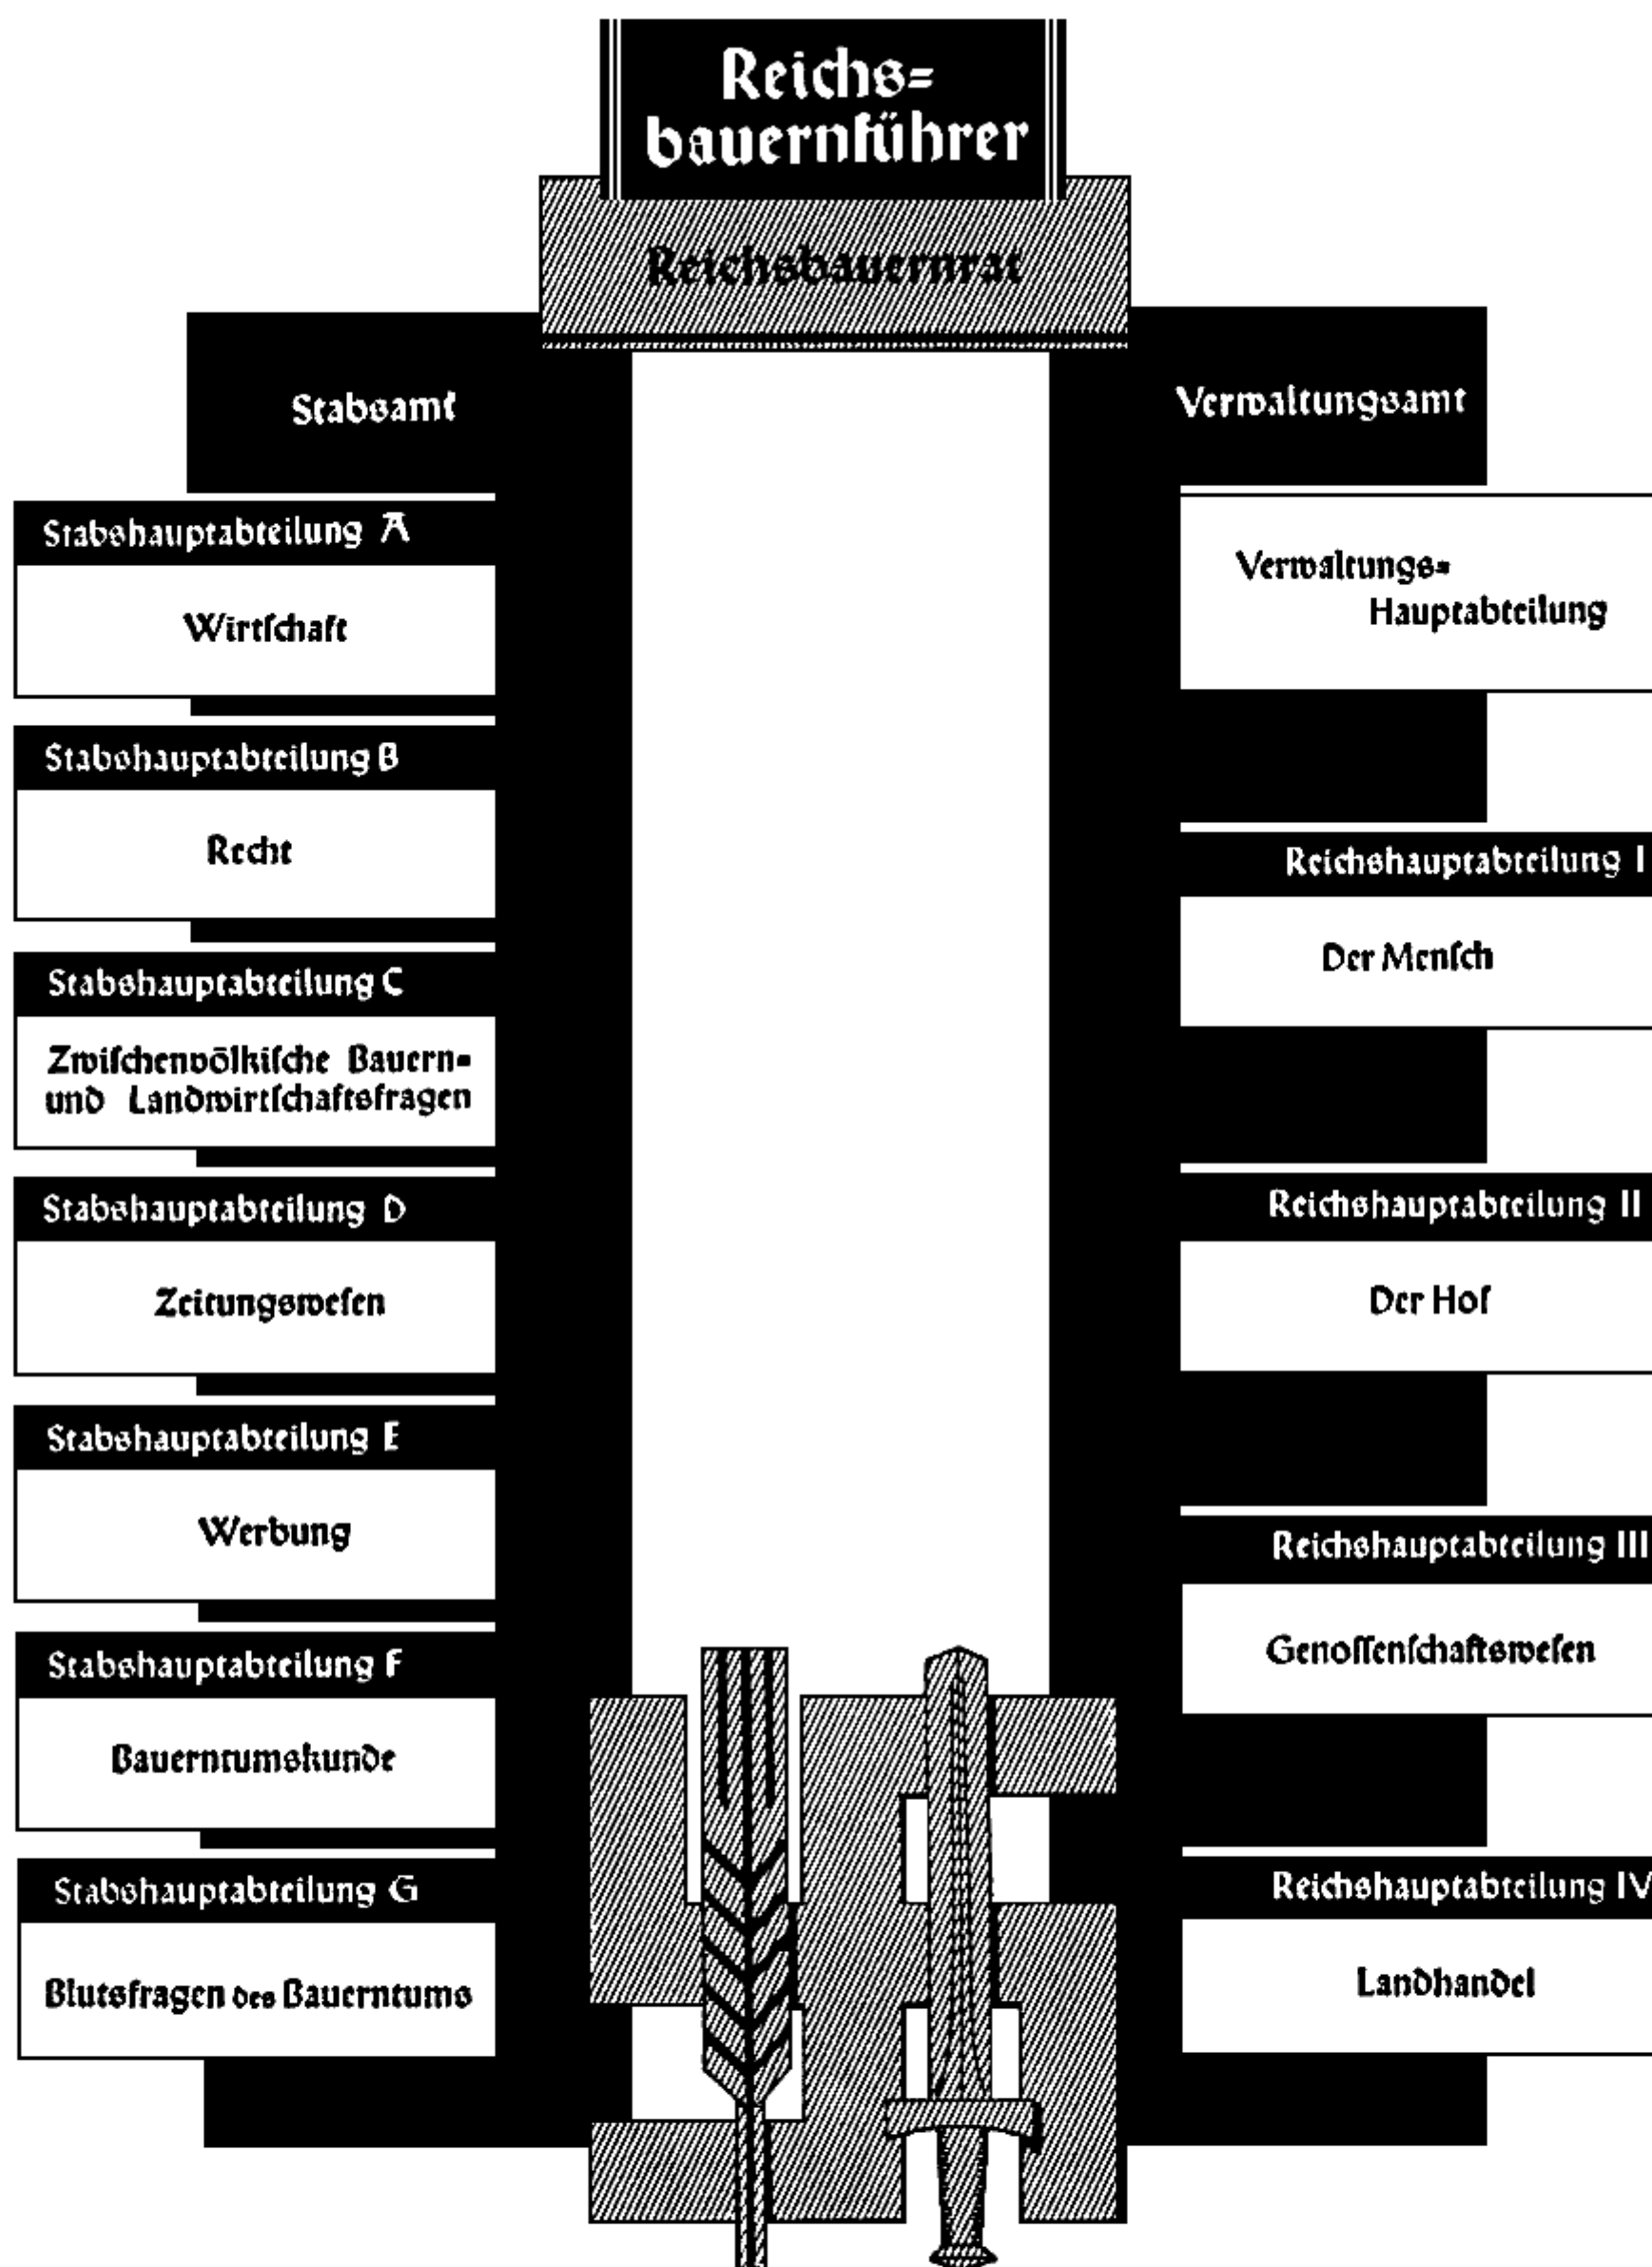 Reichs=
bauernführer
Reichsbauernrat
Stabsamt
Stabshauptabteilung A
Wirtſchaft
Stabshauptabteilung B
Recht
Stabshauptabteilung C
Zwiſchenvölkiſche Bauern=
und Landwirtſchaftsfragen
Stabshauptabteilung D
Zeitungsweſen
Stabshauptabteilung E
Werbung
Stabshauptabteilung F
Bauerntumskunde
Stabshauptabteilung G
Blutsfragen des Bauerntums
Verwaltungsamt
Verwaltungs=
Hauptabteilung
Reichshauptabteilung I
Der Menſch
Reichshauptabteilung II
Der Hof
Reichshauptabteilung III
Genoſſenſchaftsweſen
Reichshauptabteilung IV
Landhandel